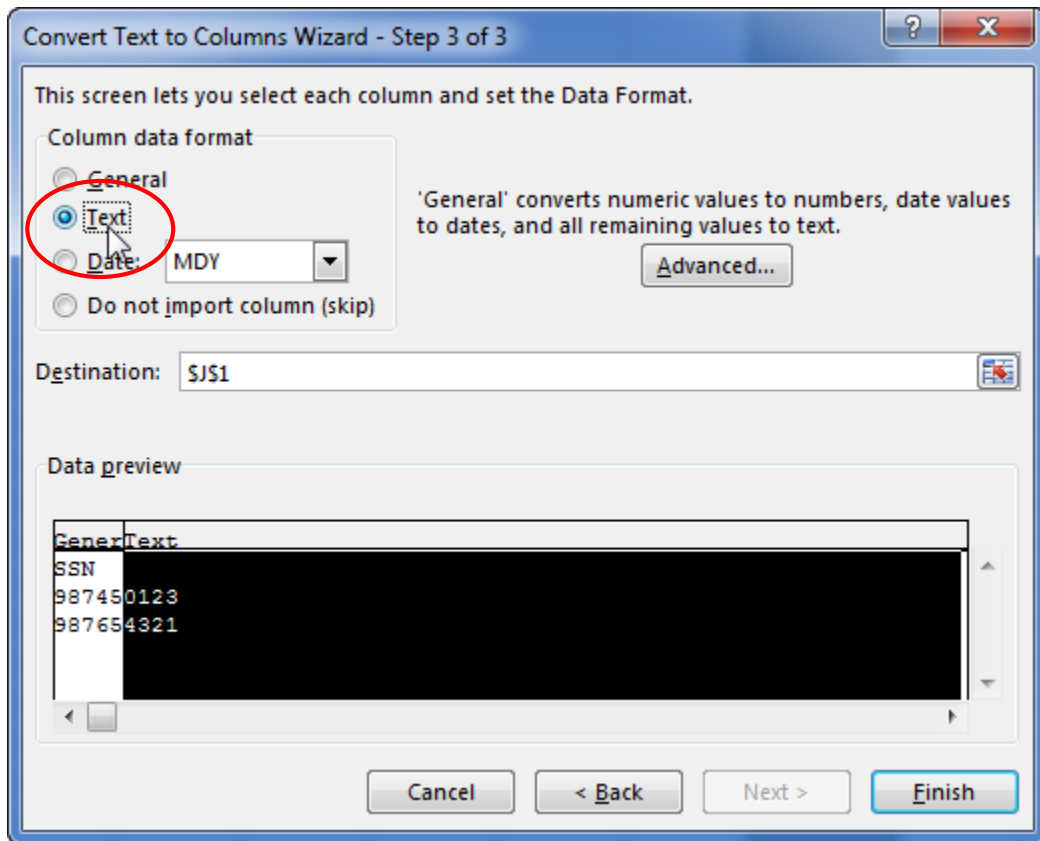 Convert Text to Columns Wizard - Step 3 of 3
?
X
This screen lets you select each column and set the Data Format.
Column data format
General
Text
Date: MDY
Do not import column (skip)
'General' converts numeric values to numbers, date values
to dates, and all remaining values to text.
Advanced...
Destination: $J$1
Data preview
GenerText
SSN
987450123
987654321
Cancel
< Back
Next >
Finish